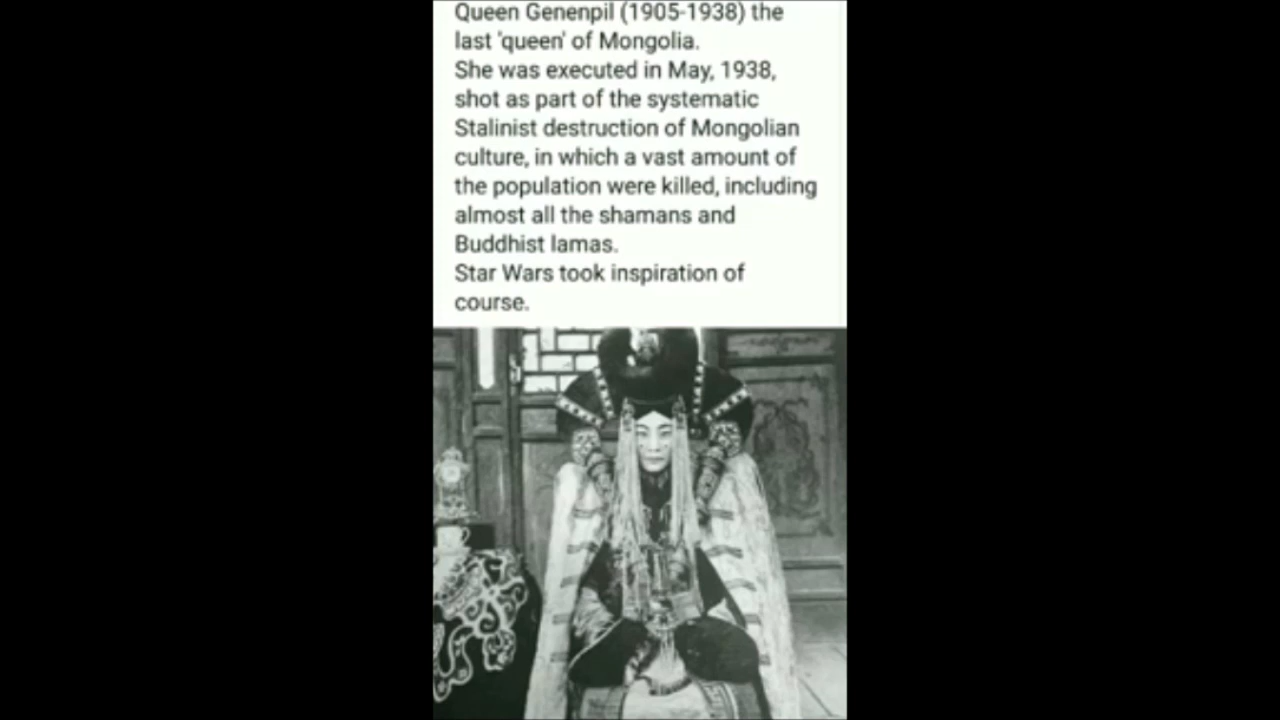 Queen Genenpil (1905-1938) the
last 'queen' of Mongolia.
She was executed in May, 1938,
shot as part of the systematic
Stalinist destruction of Mongolian
culture, in which a vast amount of
the population were killed, including
almost all the shamans and
Buddhist lamas.
Star Wars took inspiration of
course.